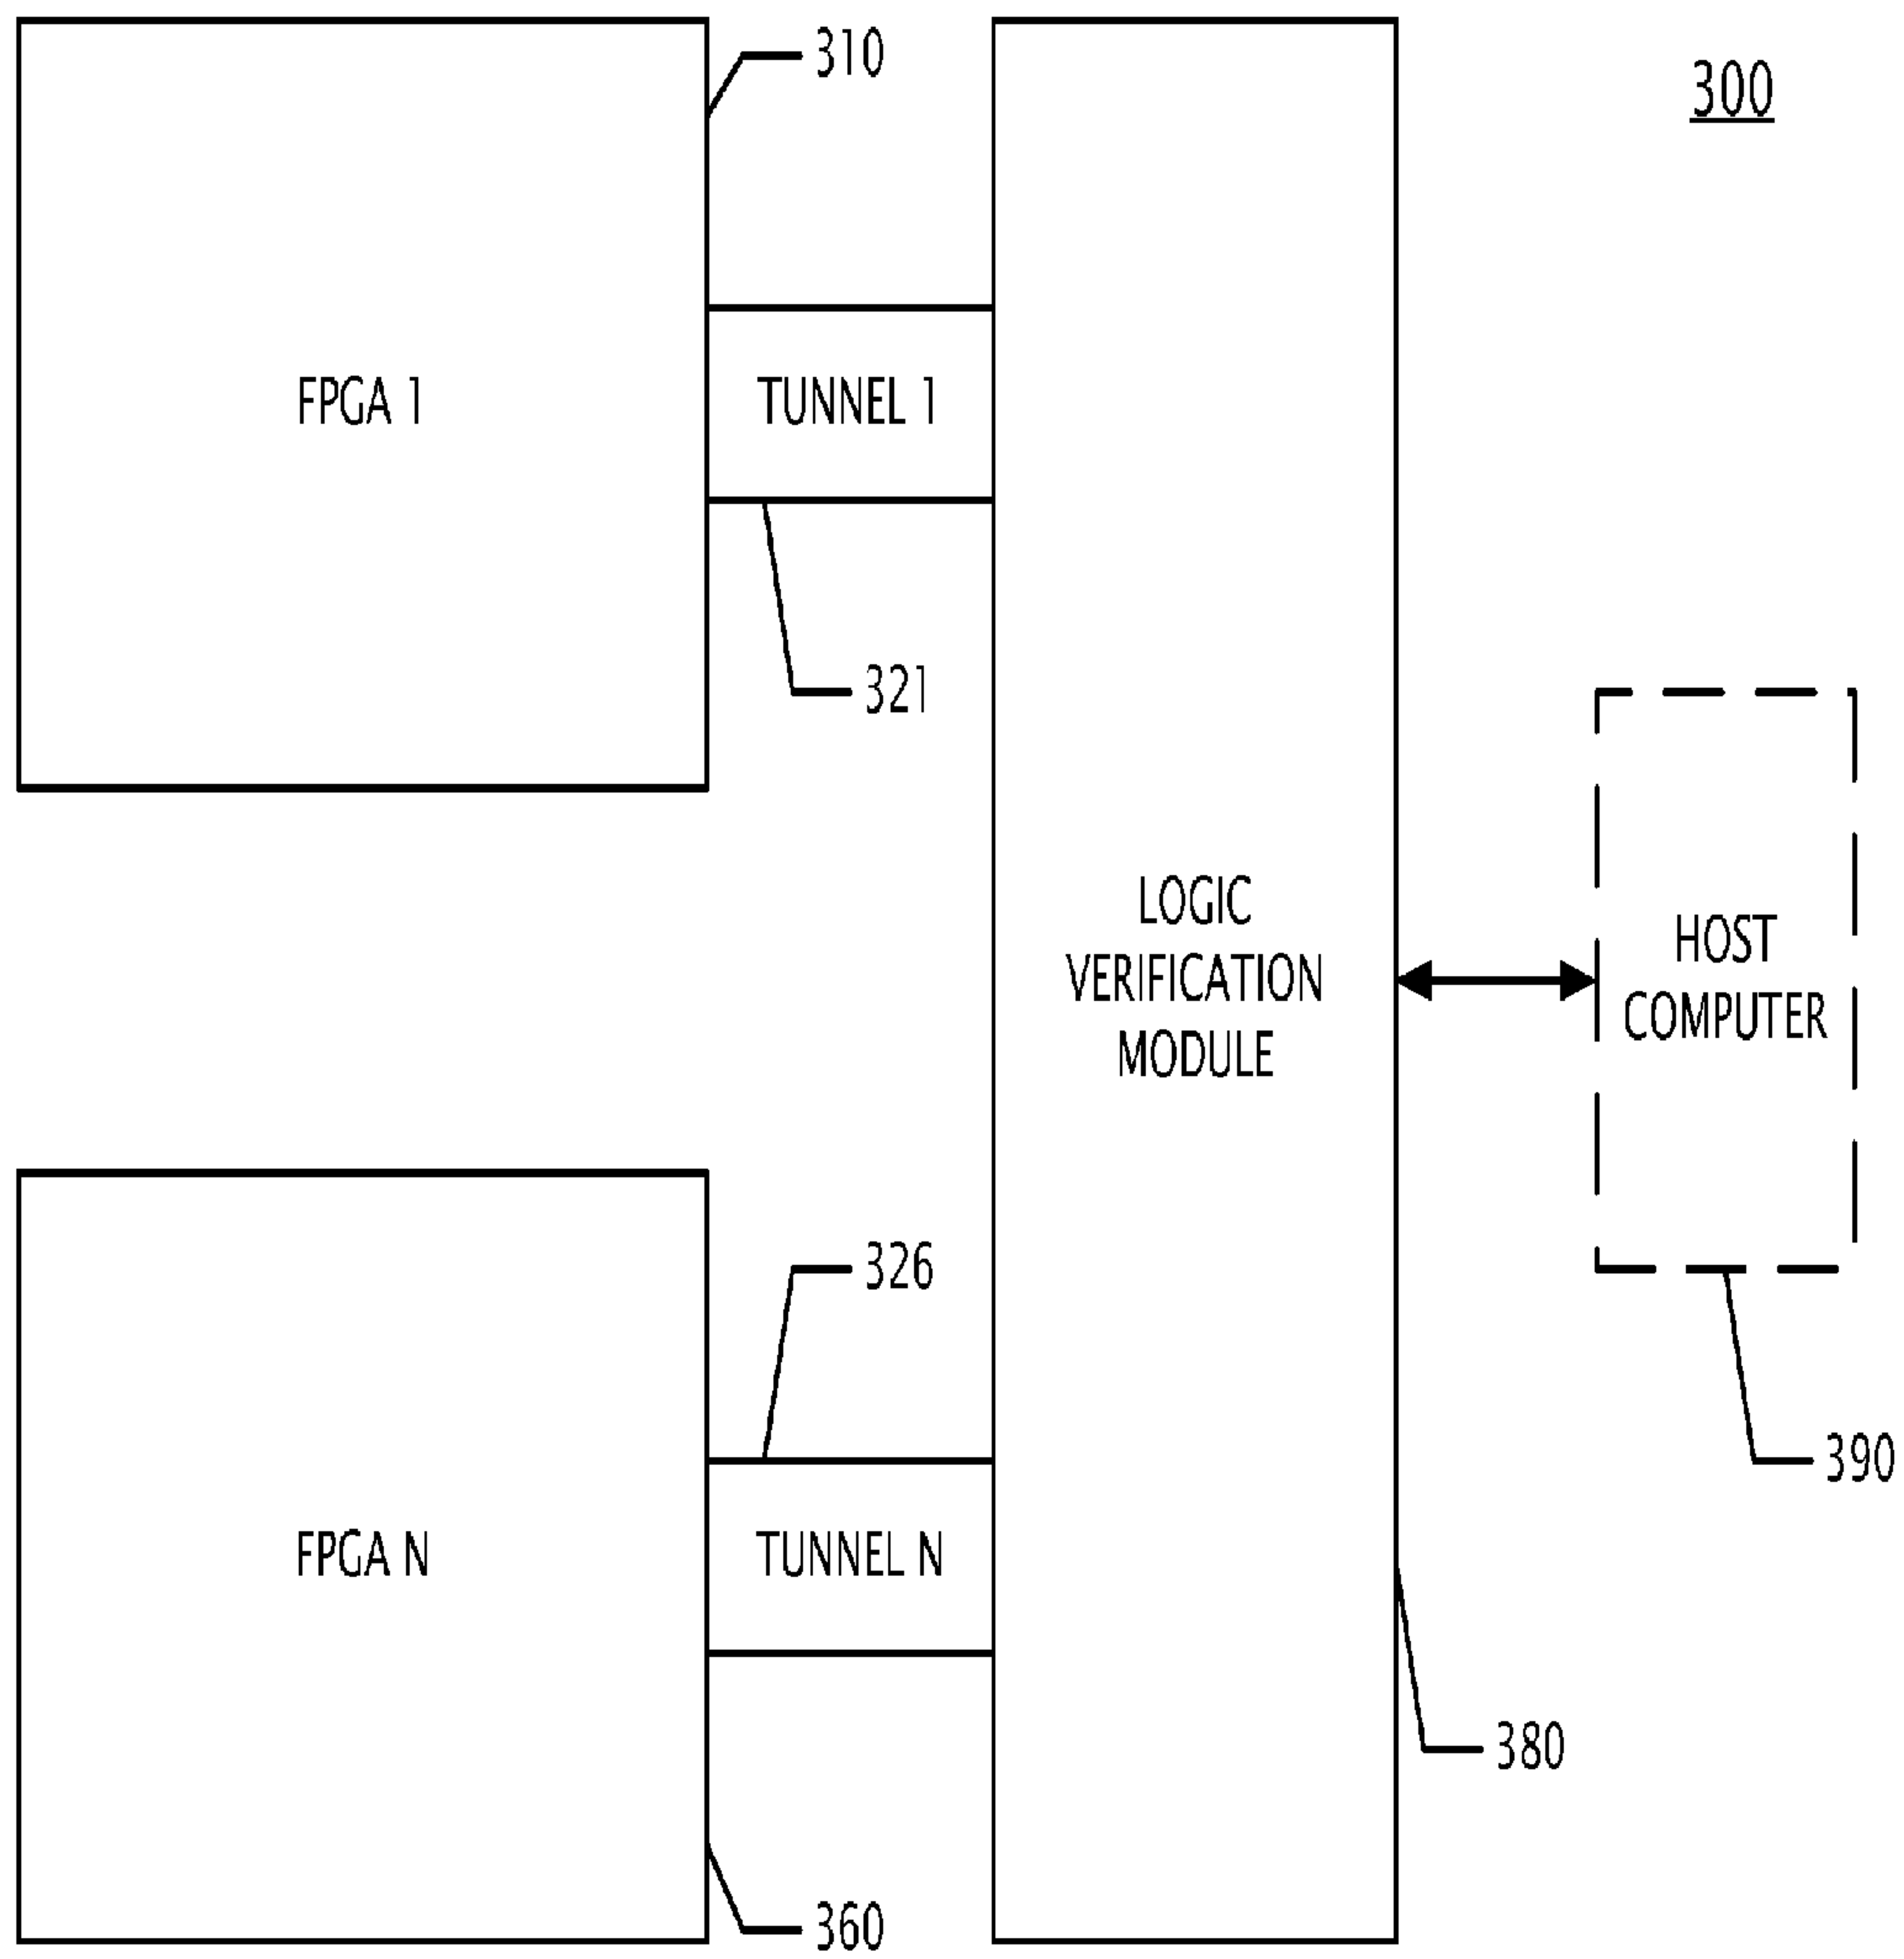 310
300
FPGA 1
TUNNEL 1
321
LOGIC
VERIFICATION
MODULE
HOST
COMPUTER
326
390
FPGA N
TUNNEL N
380
360